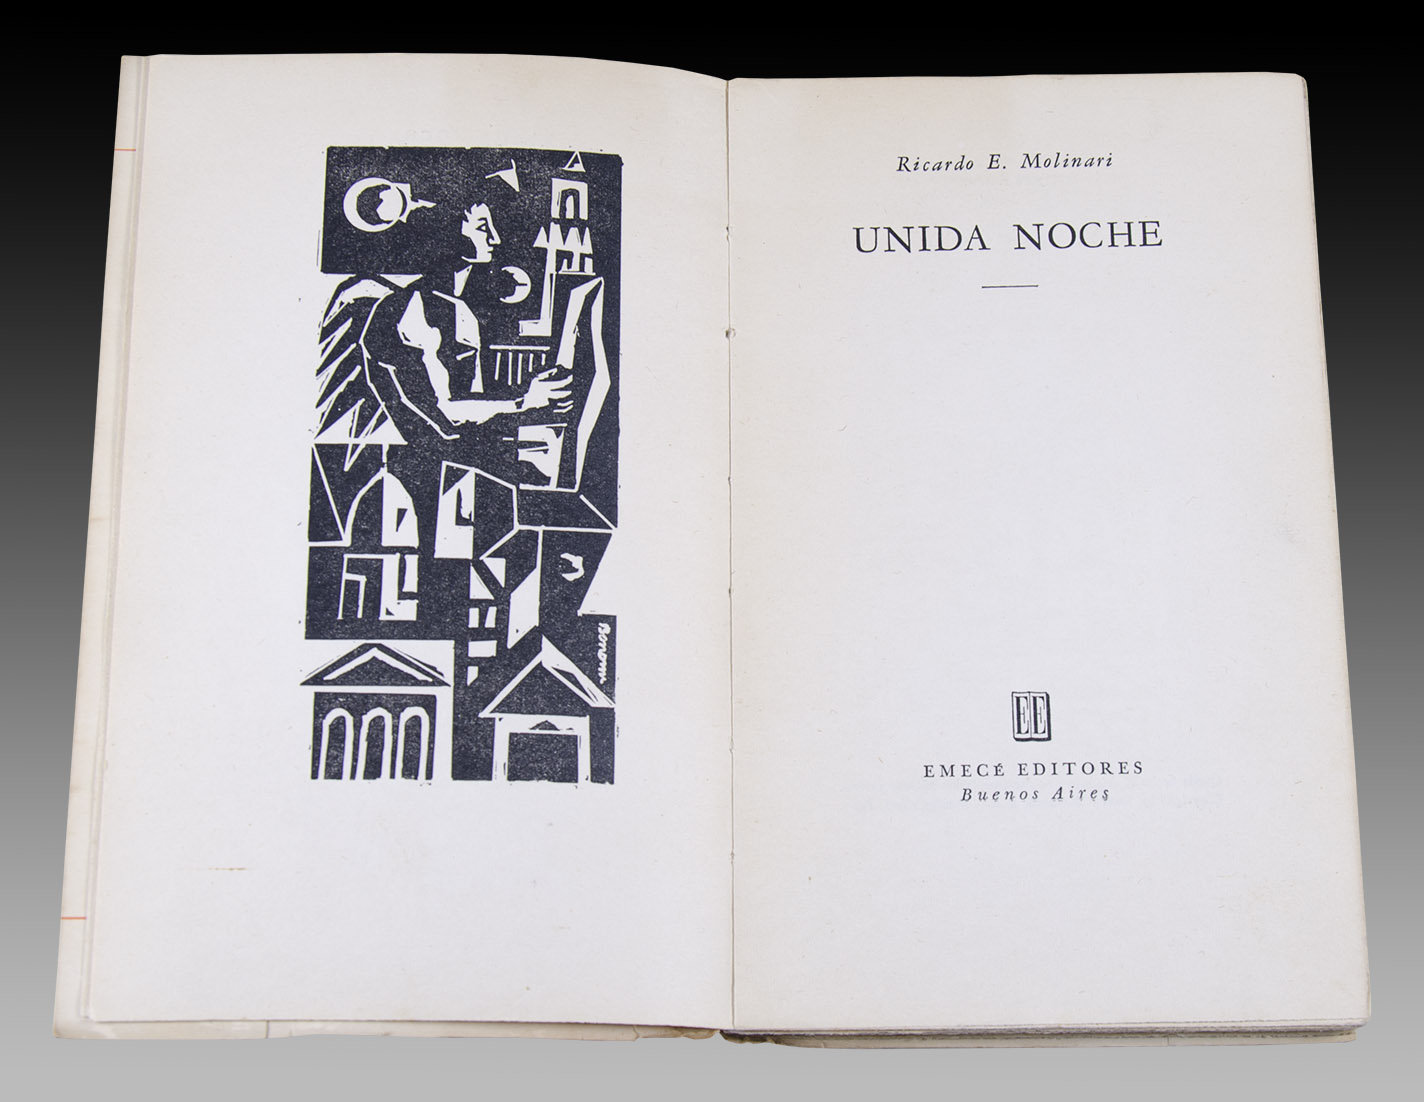 Ricardo E. Molinari
UNIDA NOCHE
EE
EMECÉ EDITORES
Buenos Aires